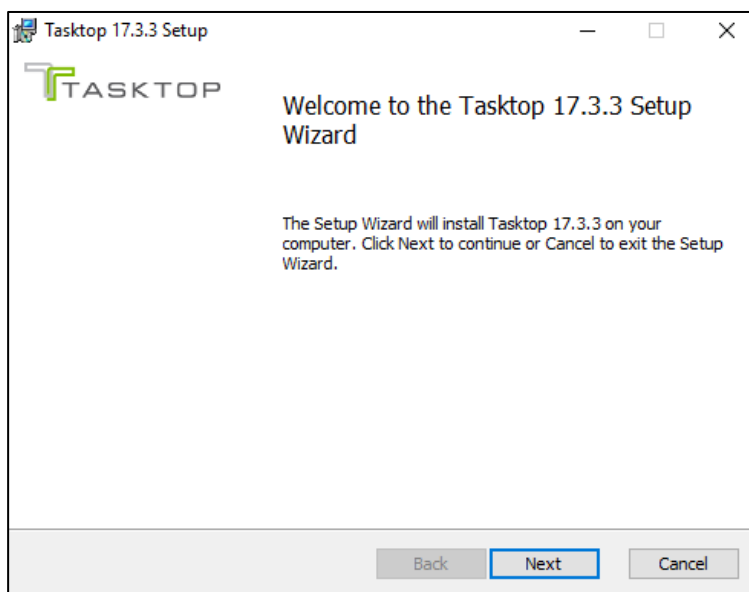 Tasktop 17.3.3 Setup
TASKTOP
Welcome to the Tasktop 17.3.3 Setup
Wizard
The Setup Wizard will install Tasktop 17.3.3 on your
computer. Click Next to continue or Cancel to exit the Setup
Wizard.
Back
Next
Cancel